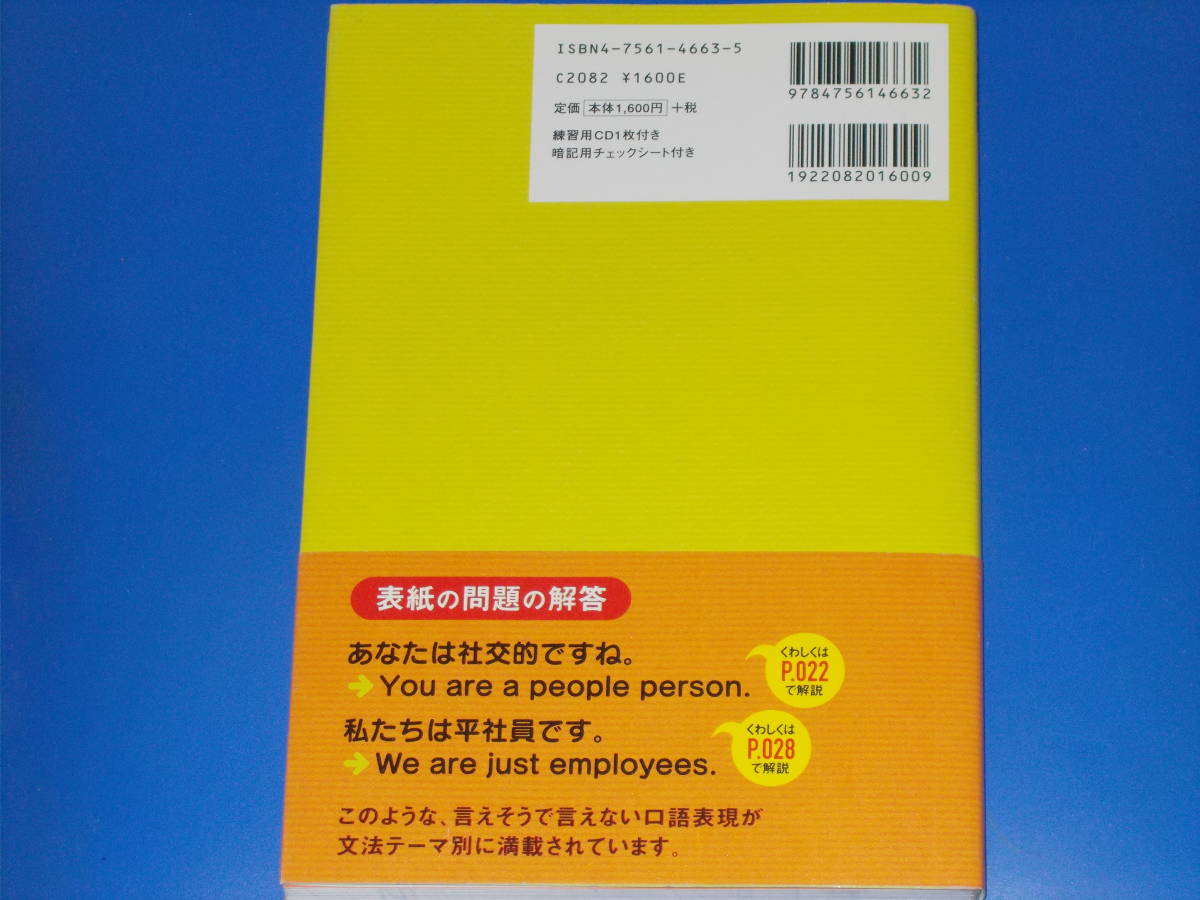 ISBN4-7561-4663-5
C2082 ¥1600E
定価 本体1,600円 +税
練習用CD1枚付き
暗記用チェックシート付き
9784756146632
1922082016009
表紙の問題の解答
あなたは社交的ですね。
➔ You are a people person.
くわしくは
P.022
で解説
私たちは平社員です。
➔ We are just employees.
くわしくは
P.028
で解説
このような、言えそうで言えない口語表現が
文法テーマ別に満載されています。